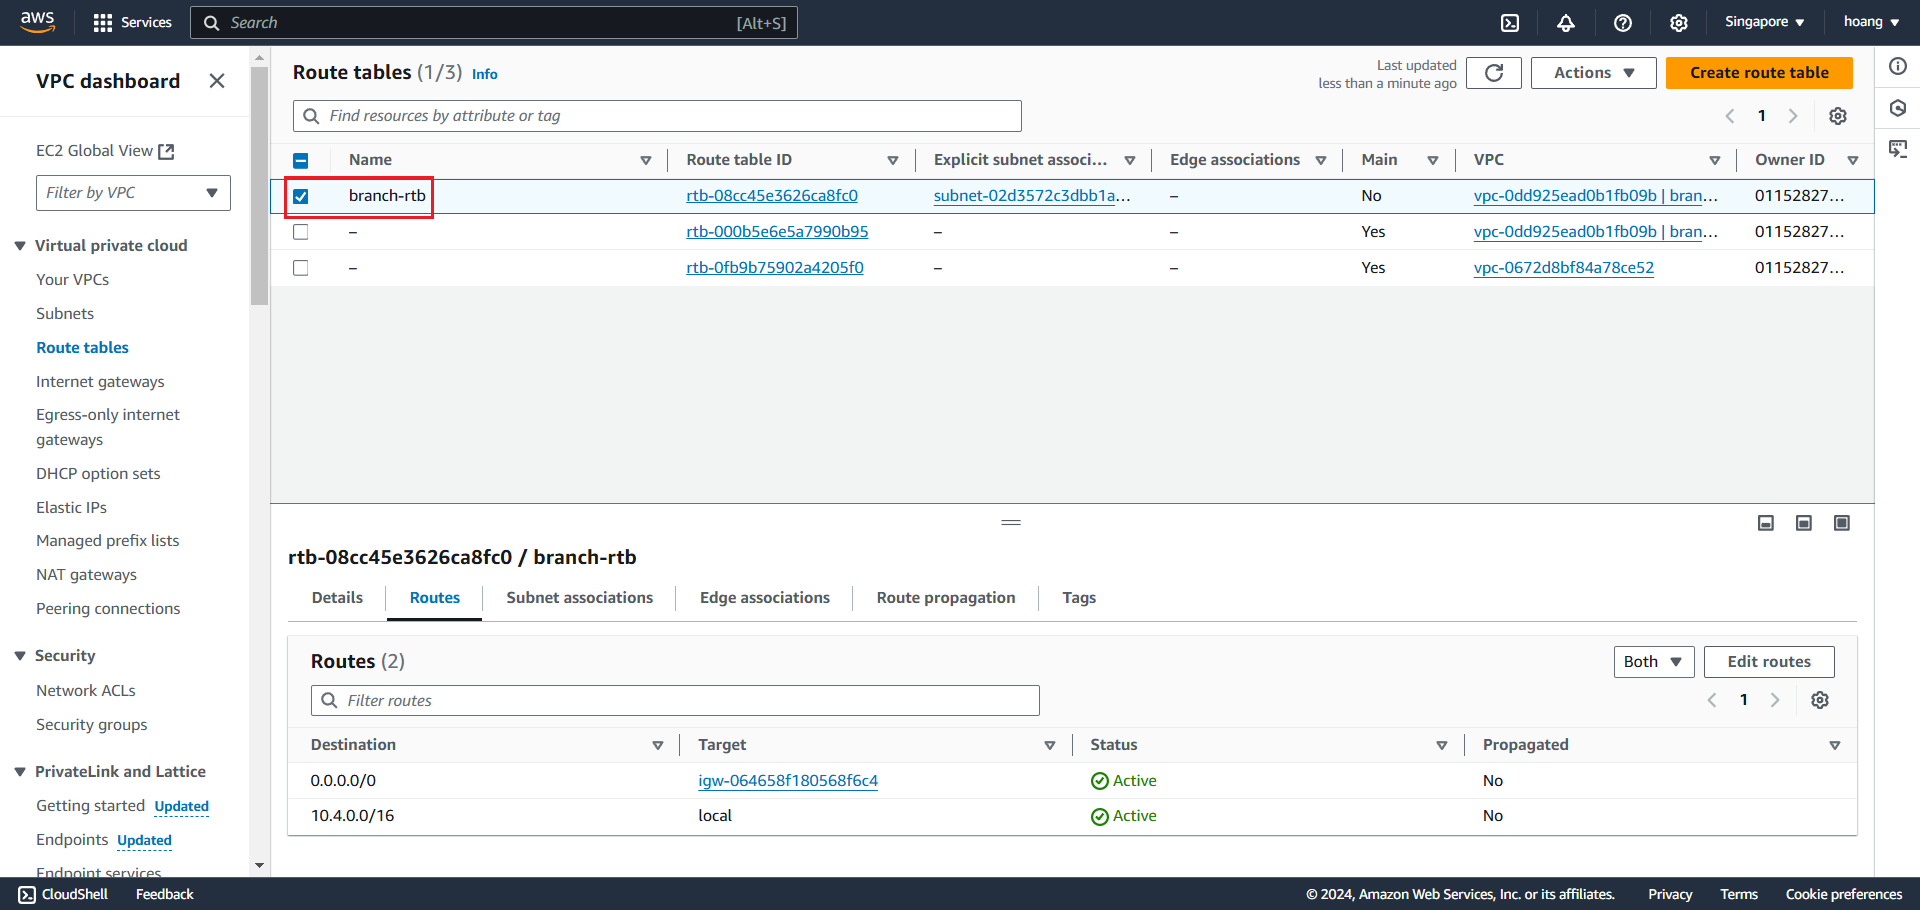 aws Services Search [Alt+S] Singapore hoang
VPC dashboard
EC2 Global View
Filter by VPC
Virtual private cloud
Your VPCs
Subnets
Route tables
Internet gateways
Egress-only internet
gateways
DHCP option sets
Elastic IPs
Managed prefix lists
NAT gateways
Peering connections
Security
Network ACLs
Security groups
PrivateLink and Lattice
Getting started Updated
Endpoints Updated
Endpoint services
Route tables (1/3) Info
Last updated
less than a minute ago
Actions
Create route table
Find resources by attribute or tag
1
Name Route table ID Explicit subnet associ... Edge associations Main VPC Owner ID
branch-rtb rtb-08cc45e3626ca8fc0 subnet-02d3572c3dbb1a... – No vpc-0dd925ead0b1fb09b | bran... 01152827...
– rtb-000b5e6e5a7990b95 – – Yes vpc-0dd925ead0b1fb09b | bran... 01152827...
– rtb-0fb9b75902a4205f0 – – Yes vpc-0672d8bf84a78ce52 01152827...
rtb-08cc45e3626ca8fc0 / branch-rtb
Details Routes Subnet associations Edge associations Route propagation Tags
Routes (2)
Both
Edit routes
Filter routes
1
Destination Target Status Propagated
0.0.0.0/0 igw-064658f180568f6c4 Active No
10.4.0.0/16 local Active No
CloudShell Feedback © 2024, Amazon Web Services, Inc. or its affiliates. Privacy Terms Cookie preferences